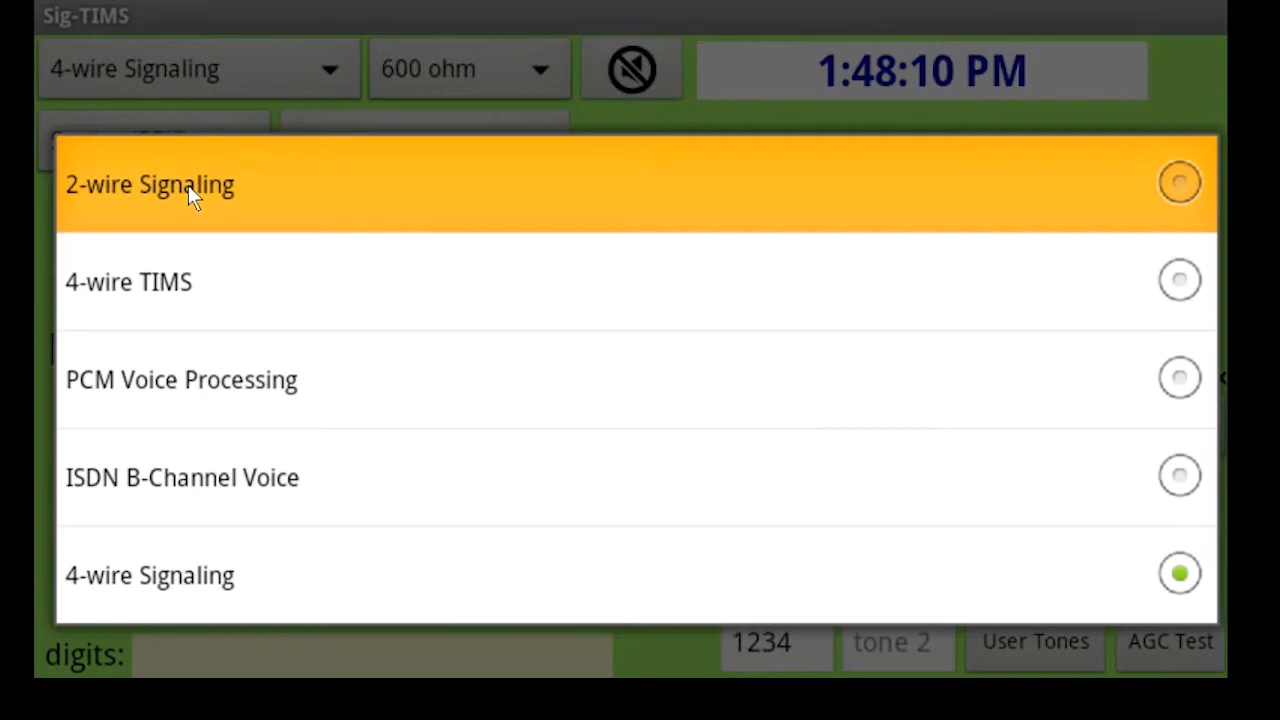 Sig-TIMS
4-wire Signaling
600 ohm
1:48:10 PM
2-wire Signaling
4-wire TIMS
PCM Voice Processing
ISDN B-Channel Voice
4-wire Signaling
digits:
1234
tone 2
User Tones
AGC Test